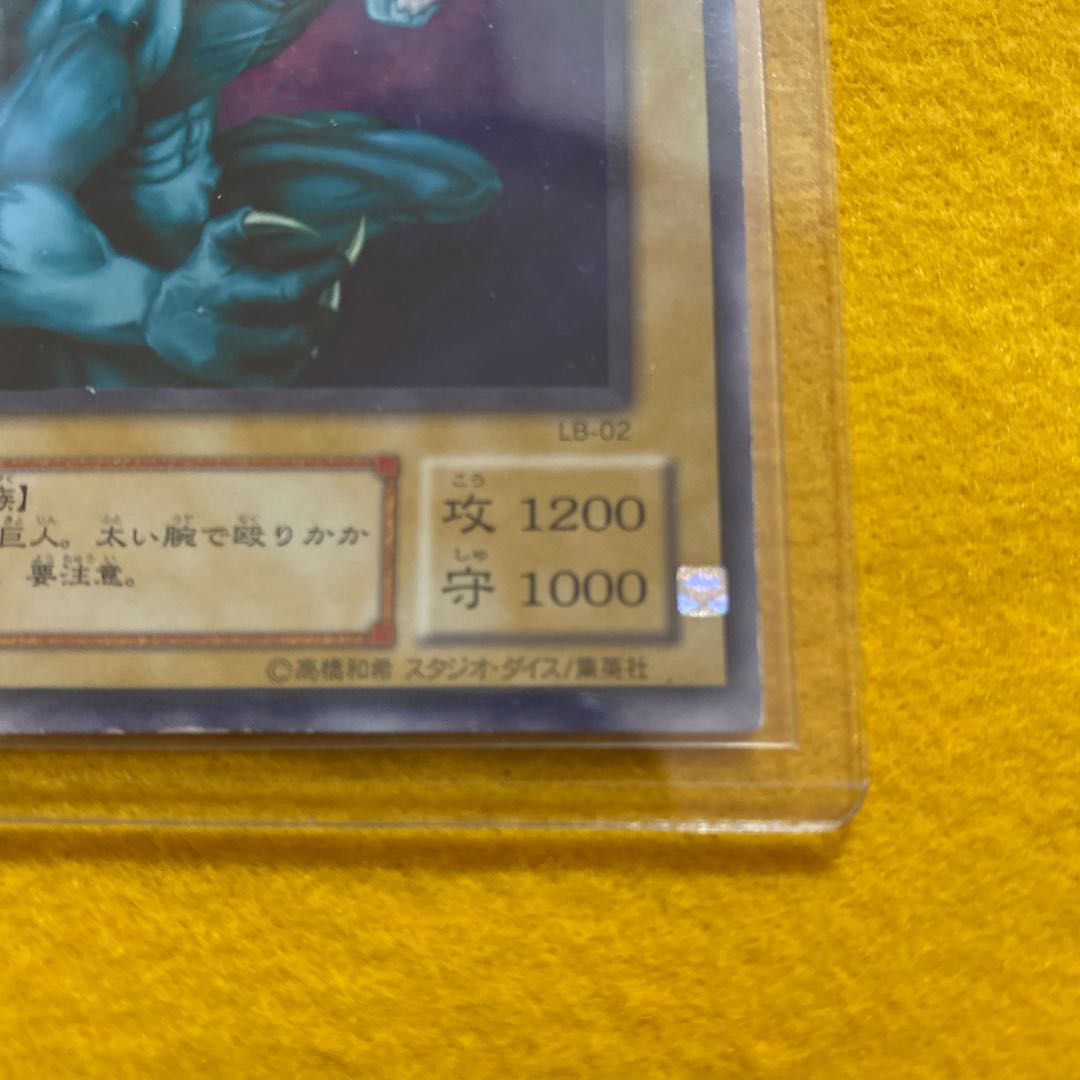 LB-02
族】
巨人。太い腕で殴りかか
要注意。
攻 1200
守 1000
©高橋和希 スタジオ・ダイス/集英社